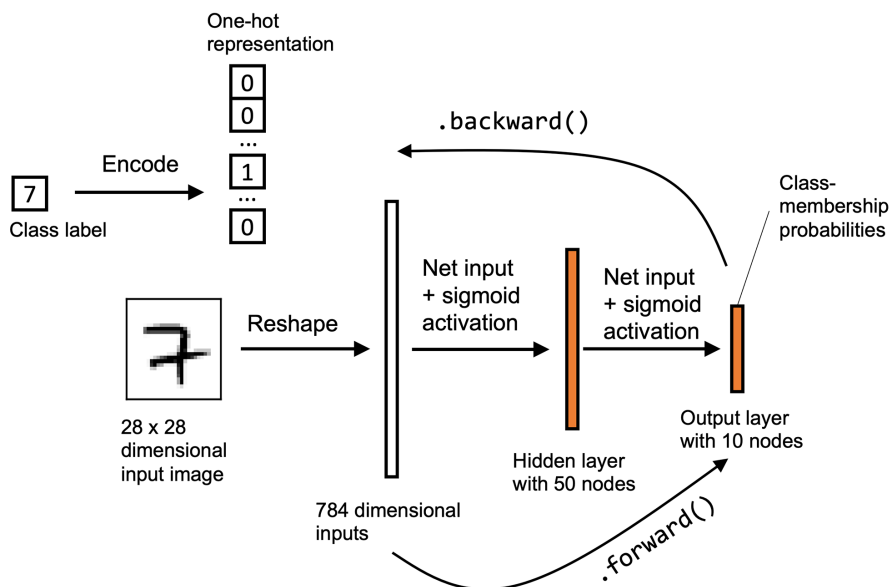 One-hot
representation
0
0
...
1
...
0
Encode
7
Class label
.backward()
Class-
membership
probabilities
Net input
+ sigmoid
activation
Net input
+ sigmoid
activation
Reshape
28 x 28
dimensional
input image
784 dimensional
inputs
Hidden layer
with 50 nodes
Output layer
with 10 nodes
.forward()
7